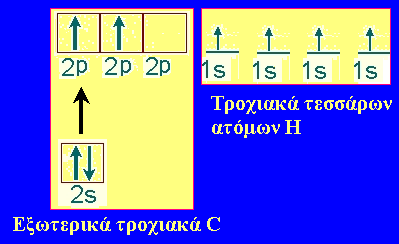 2p 2p 2p
2s
Εξωτερικά τροχιακά C
1s 1s 1s 1s
Τροχιακά τεσσάρων
ατόμων Η